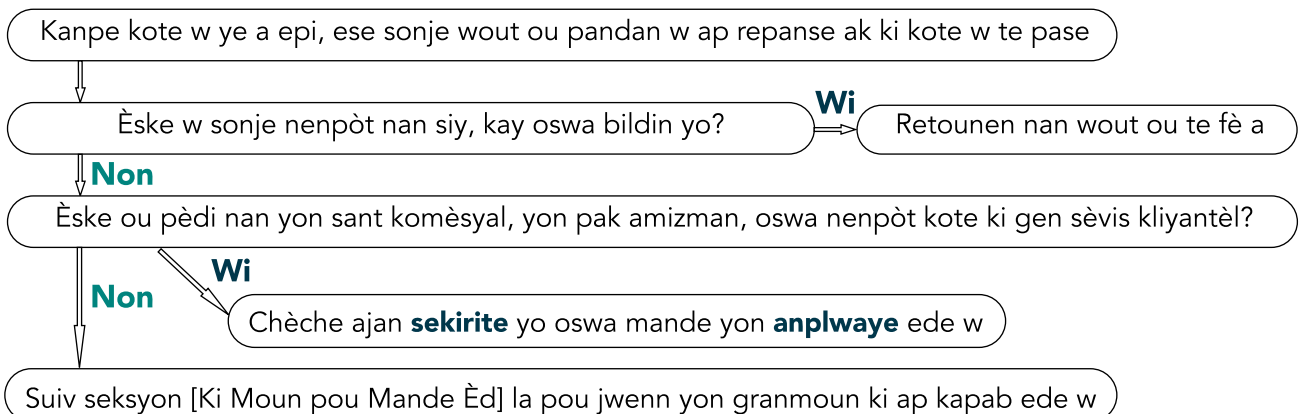 Kanpe kote w ye a epi, ese sonje wout ou pandan w ap repanse ak ki kote w te pase
Èske w sonje nenpòt nan siy, kay oswa bildin yo?
Wi
Retounen nan wout ou te fè a
Non
Èske ou pèdi nan yon sant komèsyal, yon pak amizman, oswa nenpòt kote ki gen sèvis kliyantèl?
Wi
Non
Chèche ajan sekirite yo oswa mande yon anplwaye ede w
Suiv seksyon [Ki Moun pou Mande Èd] la pou jwenn yon granmoun ki ap kapab ede w